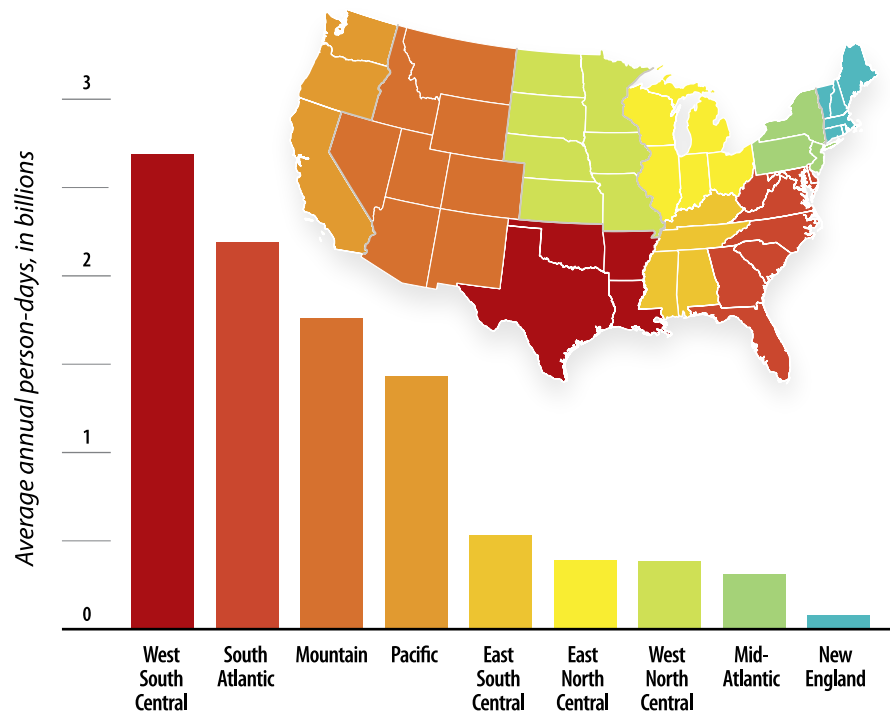 Average annual person-days, in billions
3
2
1
0
West
South
Central
South
Atlantic
Mountain
Pacific
East
South
Central
East
North
Central
West
North
Central
Mid-
Atlantic
New
England